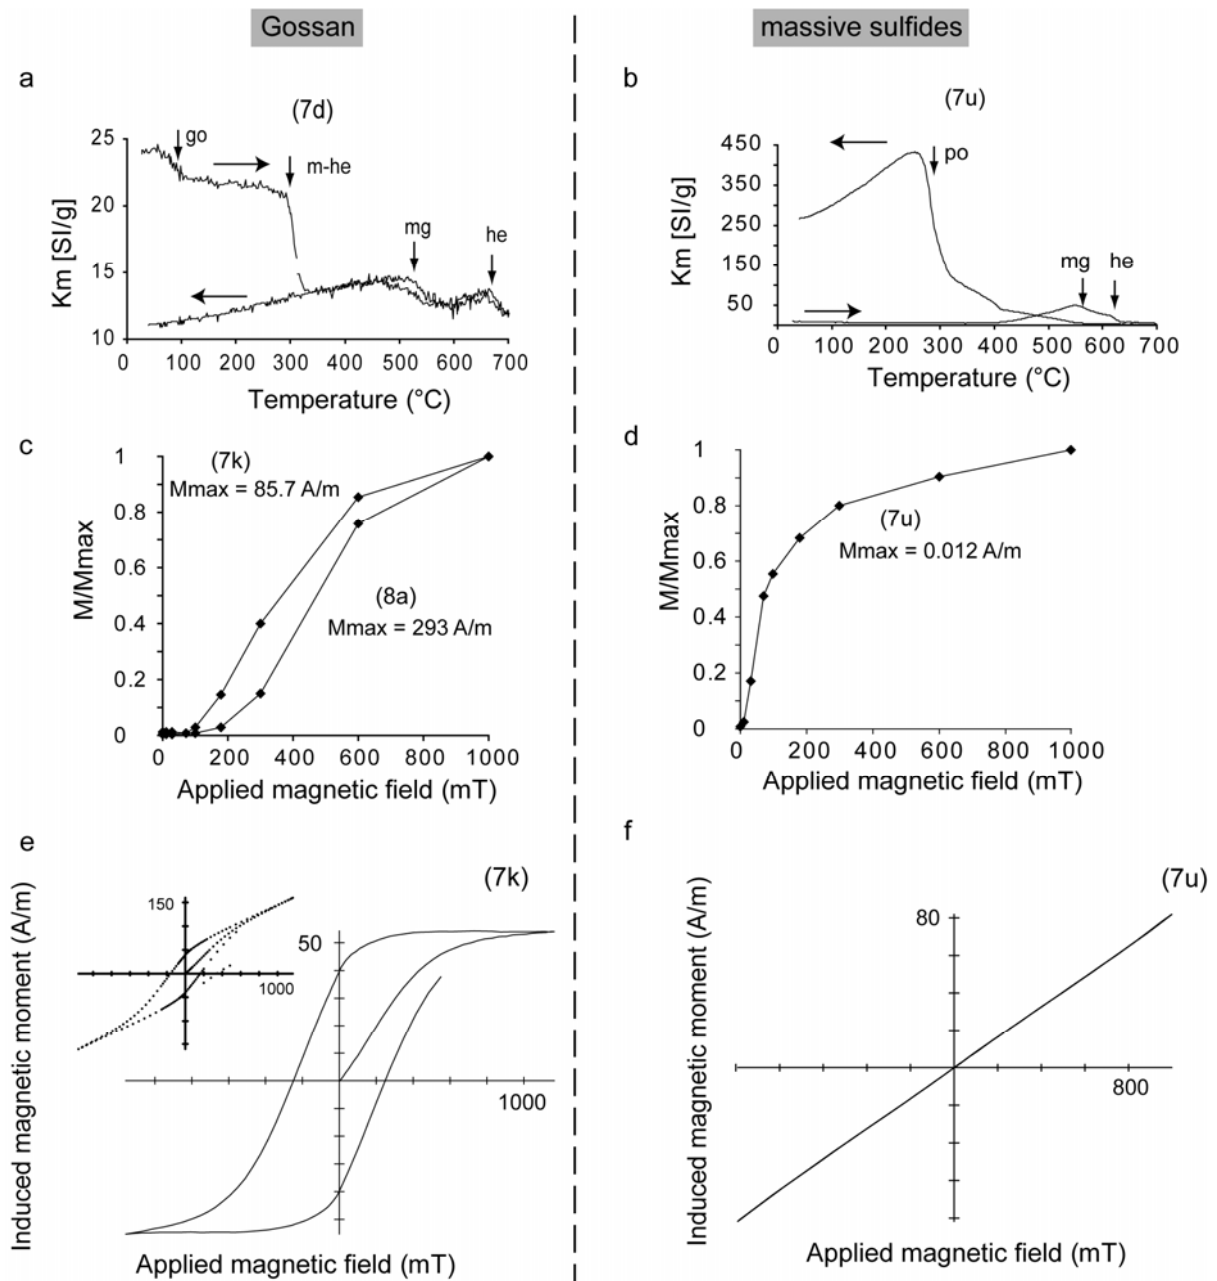 Gossan
massive sulfides
a
(7d)
25
20
15
10
go
m-he
mg
he
0 100 200 300 400 500 600 700
Km [SI/g]
Temperature (°C)
b
(7u)
450
350
250
150
50
po
mg
he
0 100 200 300 400 500 600 700
Km [SI/g]
Temperature (°C)
c
1
0.8
0.6
0.4
0.2
0
(7k)
Mmax = 85.7 A/m
(8a)
Mmax = 293 A/m
M/Mmax
0 200 400 600 800 1000
Applied magnetic field (mT)
d
1
0.8
0.6
0.4
0.2
0
(7u)
Mmax = 0.012 A/m
M/Mmax
0 200 400 600 800 1000
Applied magnetic field (mT)
e
(7k)
150
1000
50
1000
Induced magnetic moment (A/m)
Applied magnetic field (mT)
f
(7u)
80
800
Induced magnetic moment (A/m)
Applied magnetic field (mT)